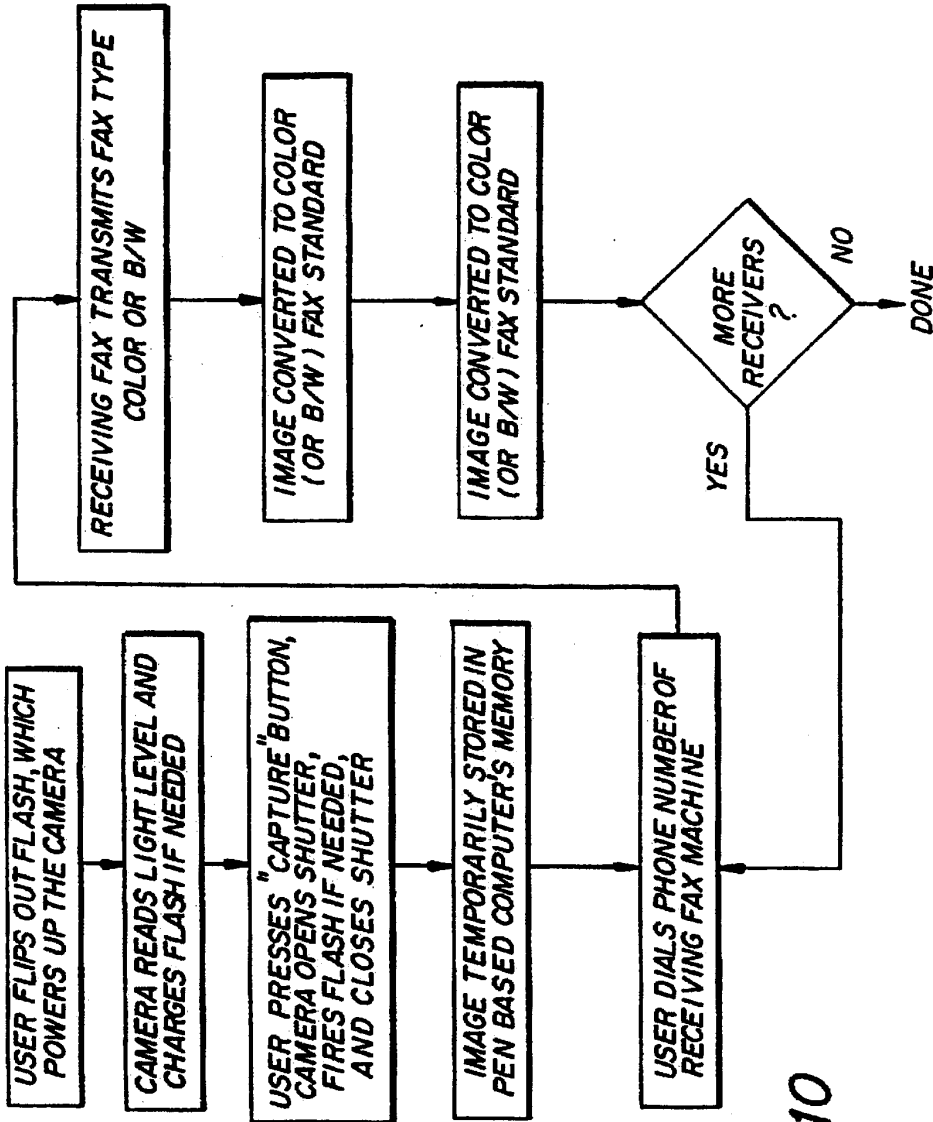 USER FLIPS OUT FLASH, WHICH
POWERS UP THE CAMERA
CAMERA READS LIGHT LEVEL AND
CHARGES FLASH IF NEEDED
USER PRESSES "CAPTURE" BUTTON,
CAMERA OPENS SHUTTER,
FIRES FLASH IF NEEDED,
AND CLOSES SHUTTER
IMAGE TEMPORARILY STORED IN
PEN BASED COMPUTER'S MEMORY
USER DIALS PHONE NUMBER OF
RECEIVING FAX MACHINE
RECEIVING FAX TRANSMITS FAX TYPE
COLOR OR B/W
IMAGE CONVERTED TO COLOR
(OR B/W) FAX STANDARD
IMAGE CONVERTED TO COLOR
(OR B/W) FAX STANDARD
MORE
RECEIVERS
?
YES
NO
DONE
10